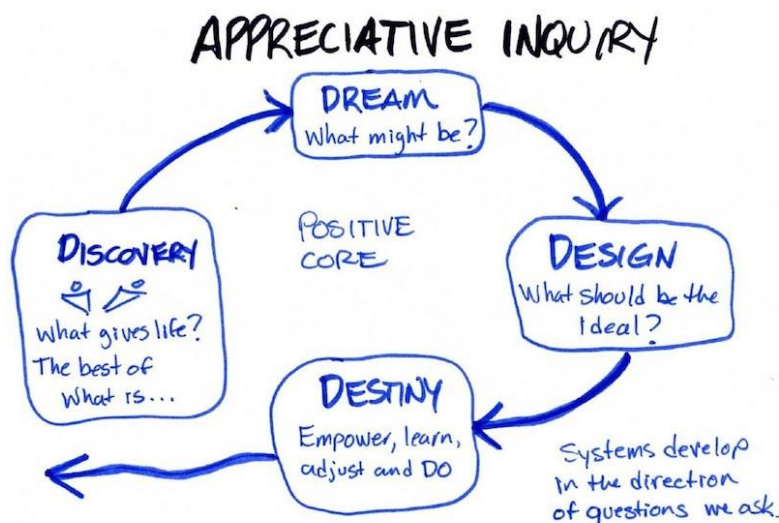 APPRECIATIVE INQUIRY
DREAM
What might be?
DISCOVERY
What gives life?
The best of
What is...
POSITIVE
CORE
DESIGN
What should be the
Ideal?
DESTINY
Empower, learn,
adjust and DO
Systems develop
in the direction
of questions we ask.